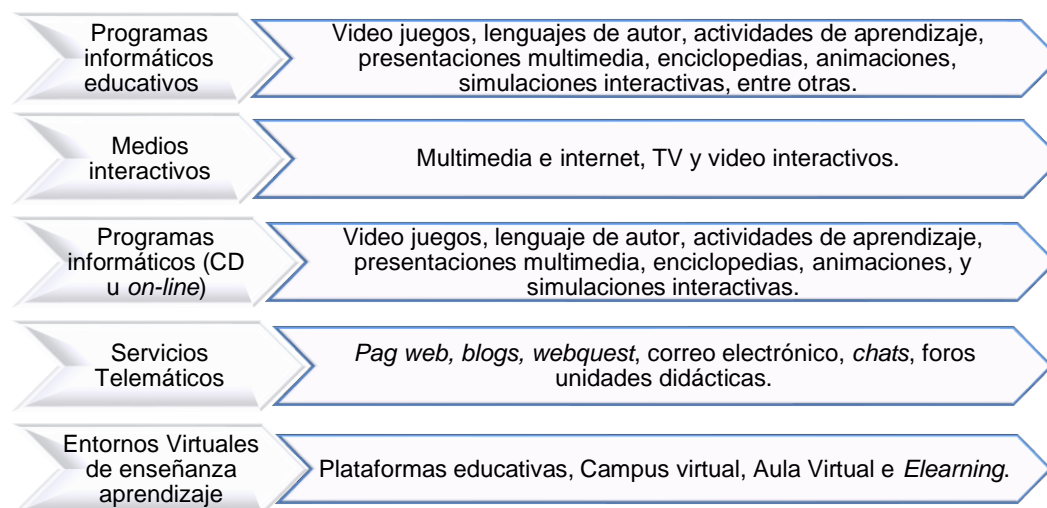 Programas
informáticos
educativos
Video juegos, lenguajes de autor, actividades de aprendizaje,
presentaciones multimedia, enciclopedias, animaciones,
simulaciones interactivas, entre otras.
Medios
interactivos
Multimedia e internet, TV y video interactivos.
Programas
informáticos (CD
u on-line)
Video juegos, lenguaje de autor, actividades de aprendizaje,
presentaciones multimedia, enciclopedias, animaciones, y
simulaciones interactivas.
Servicios
Telemáticos
Pag web, blogs, webquest, correo electrónico, chats, foros
unidades didácticas.
Entornos Virtuales
de enseñanza
aprendizaje
Plataformas educativas, Campus virtual, Aula Virtual e Elearning.